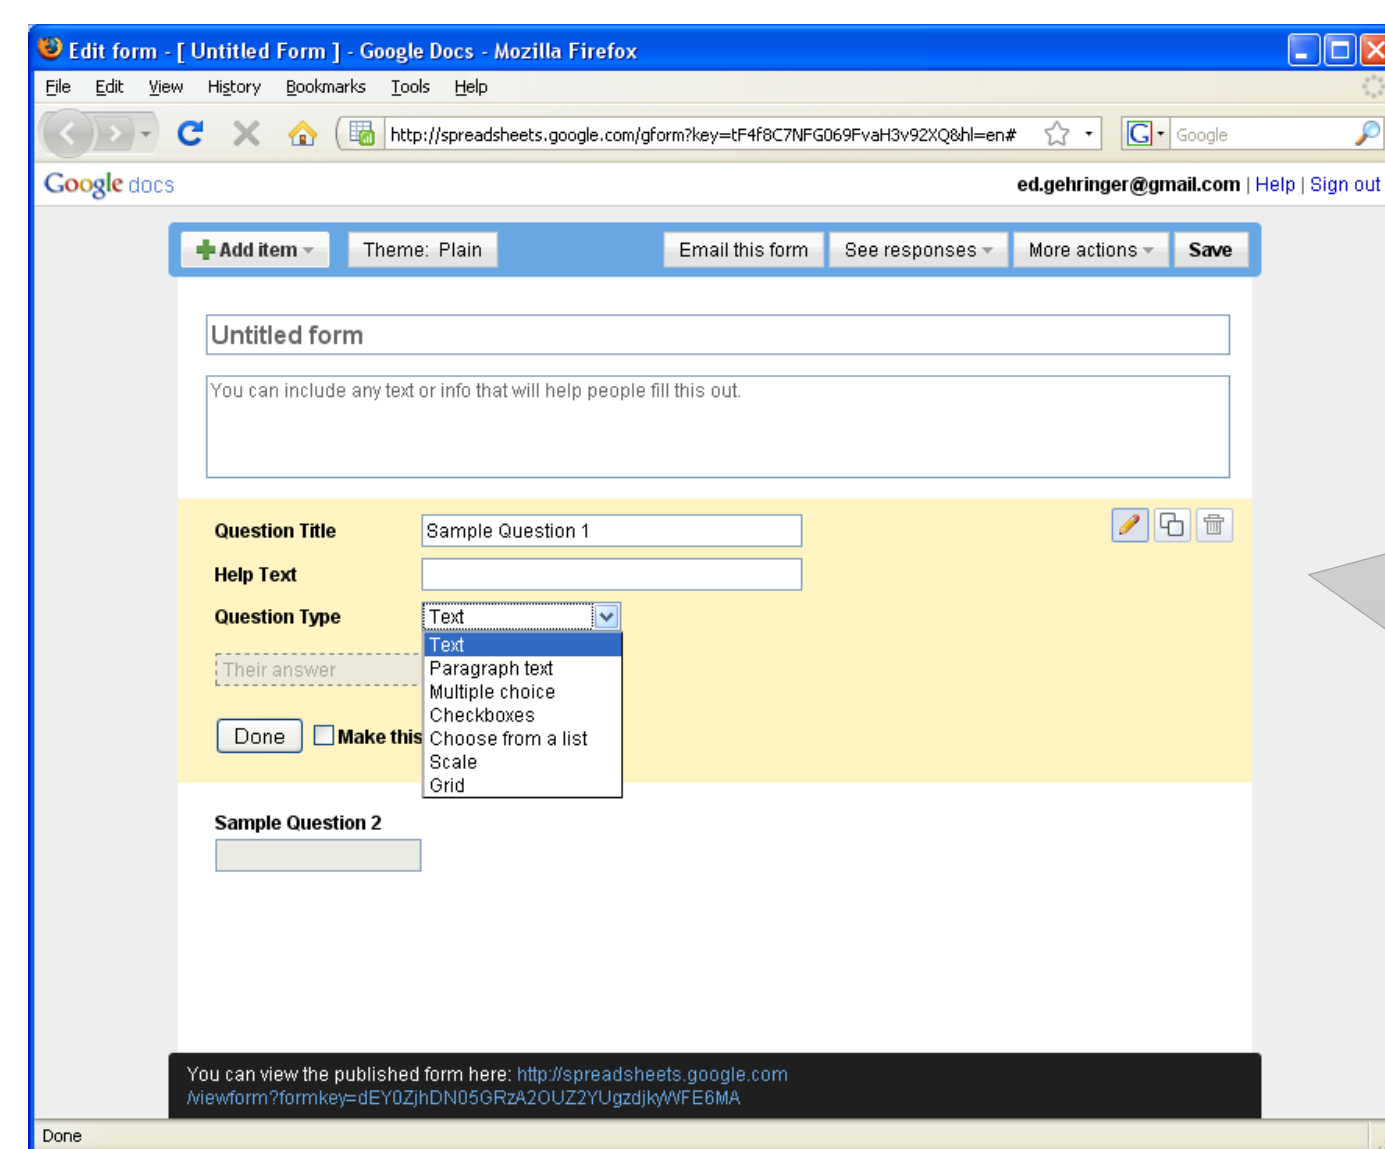 Edit form - [ Untitled Form ] - Google Docs - Mozilla Firefox
File Edit View History Bookmarks Tools Help
http://spreadsheets.google.com/gform?key=tF4f8C7NFG069FvaH3v92XQ&hl=en# Google
Google docs ed.gehringer@gmail.com | Help | Sign out
Add item Theme: Plain Email this form See responses More actions Save
Untitled form
You can include any text or info that will help people fill this out.
Question Title Sample Question 1
Help Text
Question Type Text
Text
Their answer Paragraph text
Multiple choice
Checkboxes
Done Make this Choose from a list
Scale
Grid
Sample Question 2
You can view the published form here: http://spreadsheets.google.com
/viewform?formkey=dEY0ZjhDN05GRzA2OUZ2YUgzdjkyWFE6MA
Done